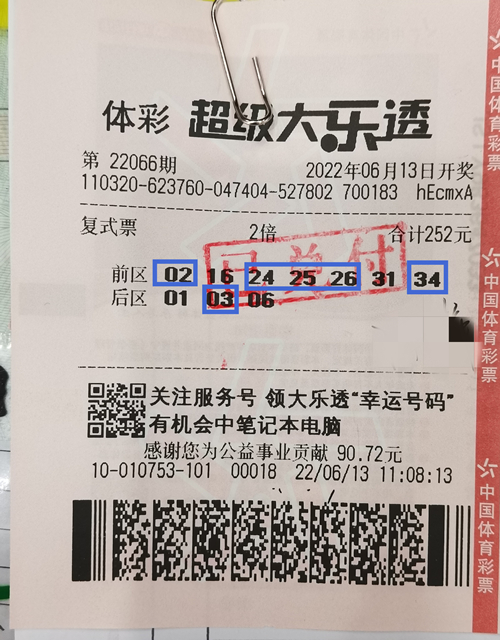 体彩 超级大乐透
第 22066期 2022年06月13日开奖
110320-623760-047404-527802 700183 hEcmxA
复式票 2倍 合计252元
已兑付
前区 02 16 24 25 26 31 34
后区 01 03 06
关注服务号 领大乐透“幸运号码”
有机会中笔记本电脑
感谢您为公益事业贡献 90.72元
10-010753-101 00018 22/06/13 11:08:13
中国体育彩票
中国体育彩票
中国体育彩票